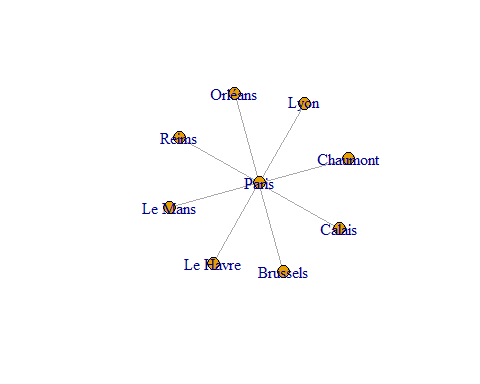 Orléans
Lyon
Reims
Chaumont
Paris
Le Mans
Calais
Le Havre
Brussels